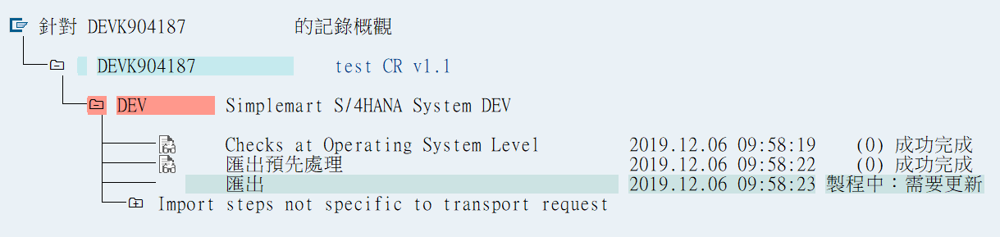 針對 DEVK904187 的記錄概觀
DEVK904187 test CR v1.1
DEV Simplemart S/4HANA System DEV
Checks at Operating System Level 2019.12.06 09:58:19 (0) 成功完成
匯出預先處理 2019.12.06 09:58:22 (0) 成功完成
匯出 2019.12.06 09:58:23 製程中：需要更新
Import steps not specific to transport request